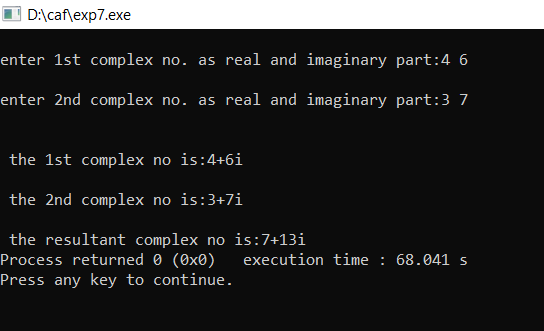 D:\caf\exp7.exe
enter 1st complex no. as real and imaginary part:4 6
enter 2nd complex no. as real and imaginary part:3 7
the 1st complex no is:4+6i
the 2nd complex no is:3+7i
the resultant complex no is:7+13i
Process returned 0 (0x0)   execution time : 68.041 s
Press any key to continue.